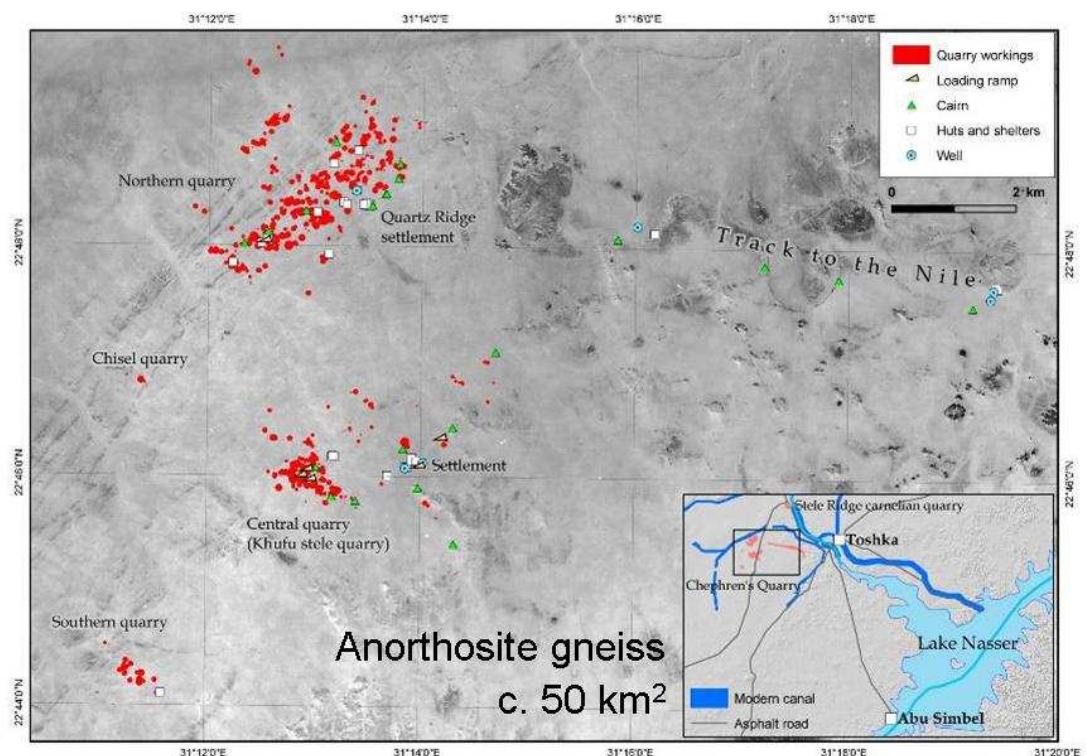 31°12'0"E
31°14'0"E
31°16'0"E
31°18'0"E
Quarry workings
Loading ramp
Cairn
Huts and shelters
Well
0 2 km
Northern quarry
Quartz Ridge
settlement
22°48'0"N
22°48'0"N
Track to the Nile
Chisel quarry
22°46'0"N
22°46'0"N
Settlement
Central quarry
(Khufu stele quarry)
Stele Ridge carnelian quarry
Toshka
Chephren's Quarry
Southern quarry
Anorthosite gneiss
c. 50 km²
Lake Nasser
Modern canal
Asphalt road
Abu Simbel
22°44'0"N
31°12'0"E
31°14'0"E
31°16'0"E
31°18'0"E
31°20'0"E